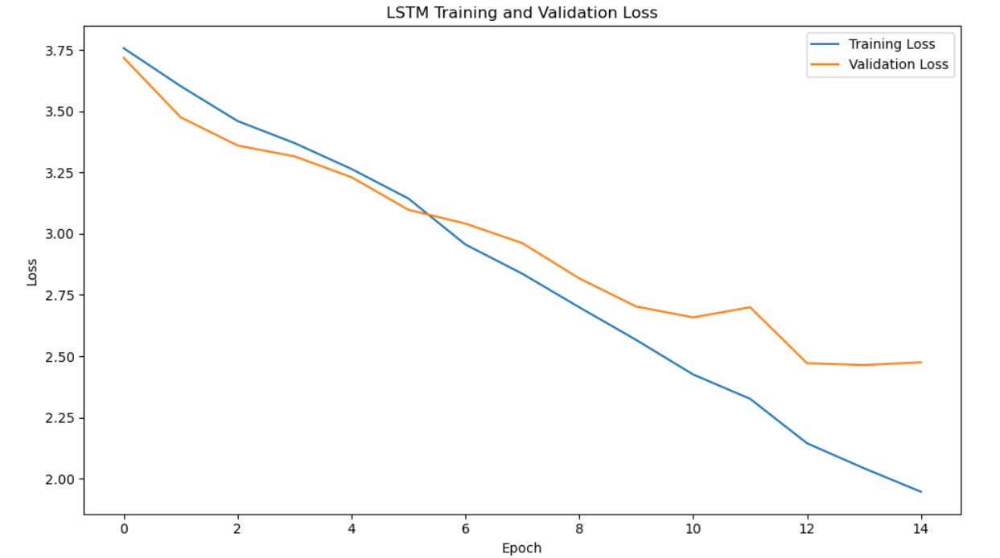 LSTM Training and Validation Loss
Training Loss
Validation Loss
3.75
3.50
3.25
3.00
2.75
2.50
2.25
2.00
Loss
0 2 4 6 8 10 12 14
Epoch